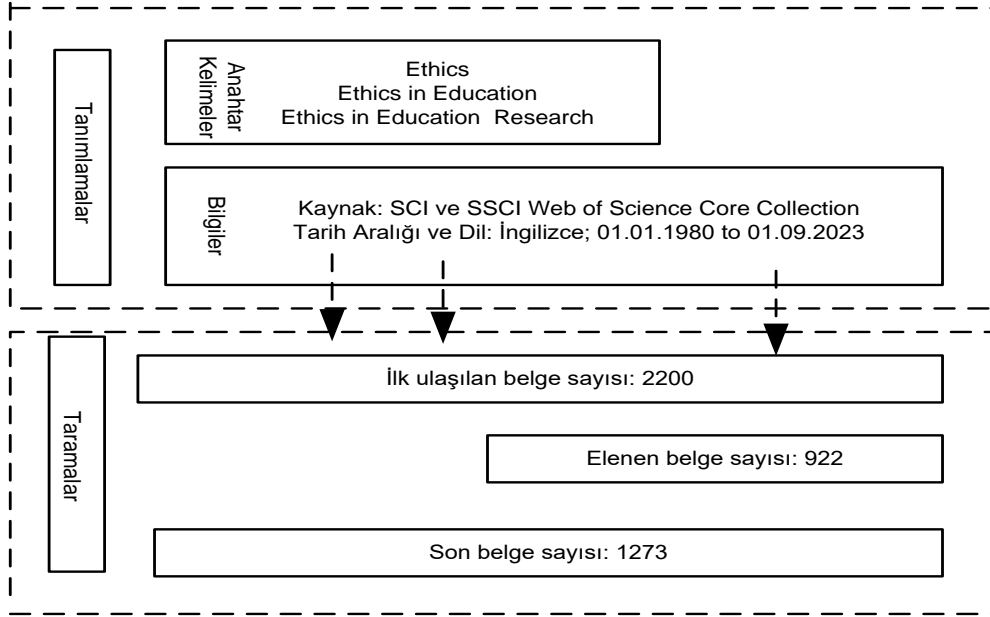 Tanımlamalar
Anahtar
Kelimeler
Ethics
Ethics in Education
Ethics in Education Research
Bilgiler
Kaynak: SCI ve SSCI Web of Science Core Collection
Tarih Aralığı ve Dil: İngilizce; 01.01.1980 to 01.09.2023
Taramalar
İlk ulaşılan belge sayısı: 2200
Elenen belge sayısı: 922
Son belge sayısı: 1273